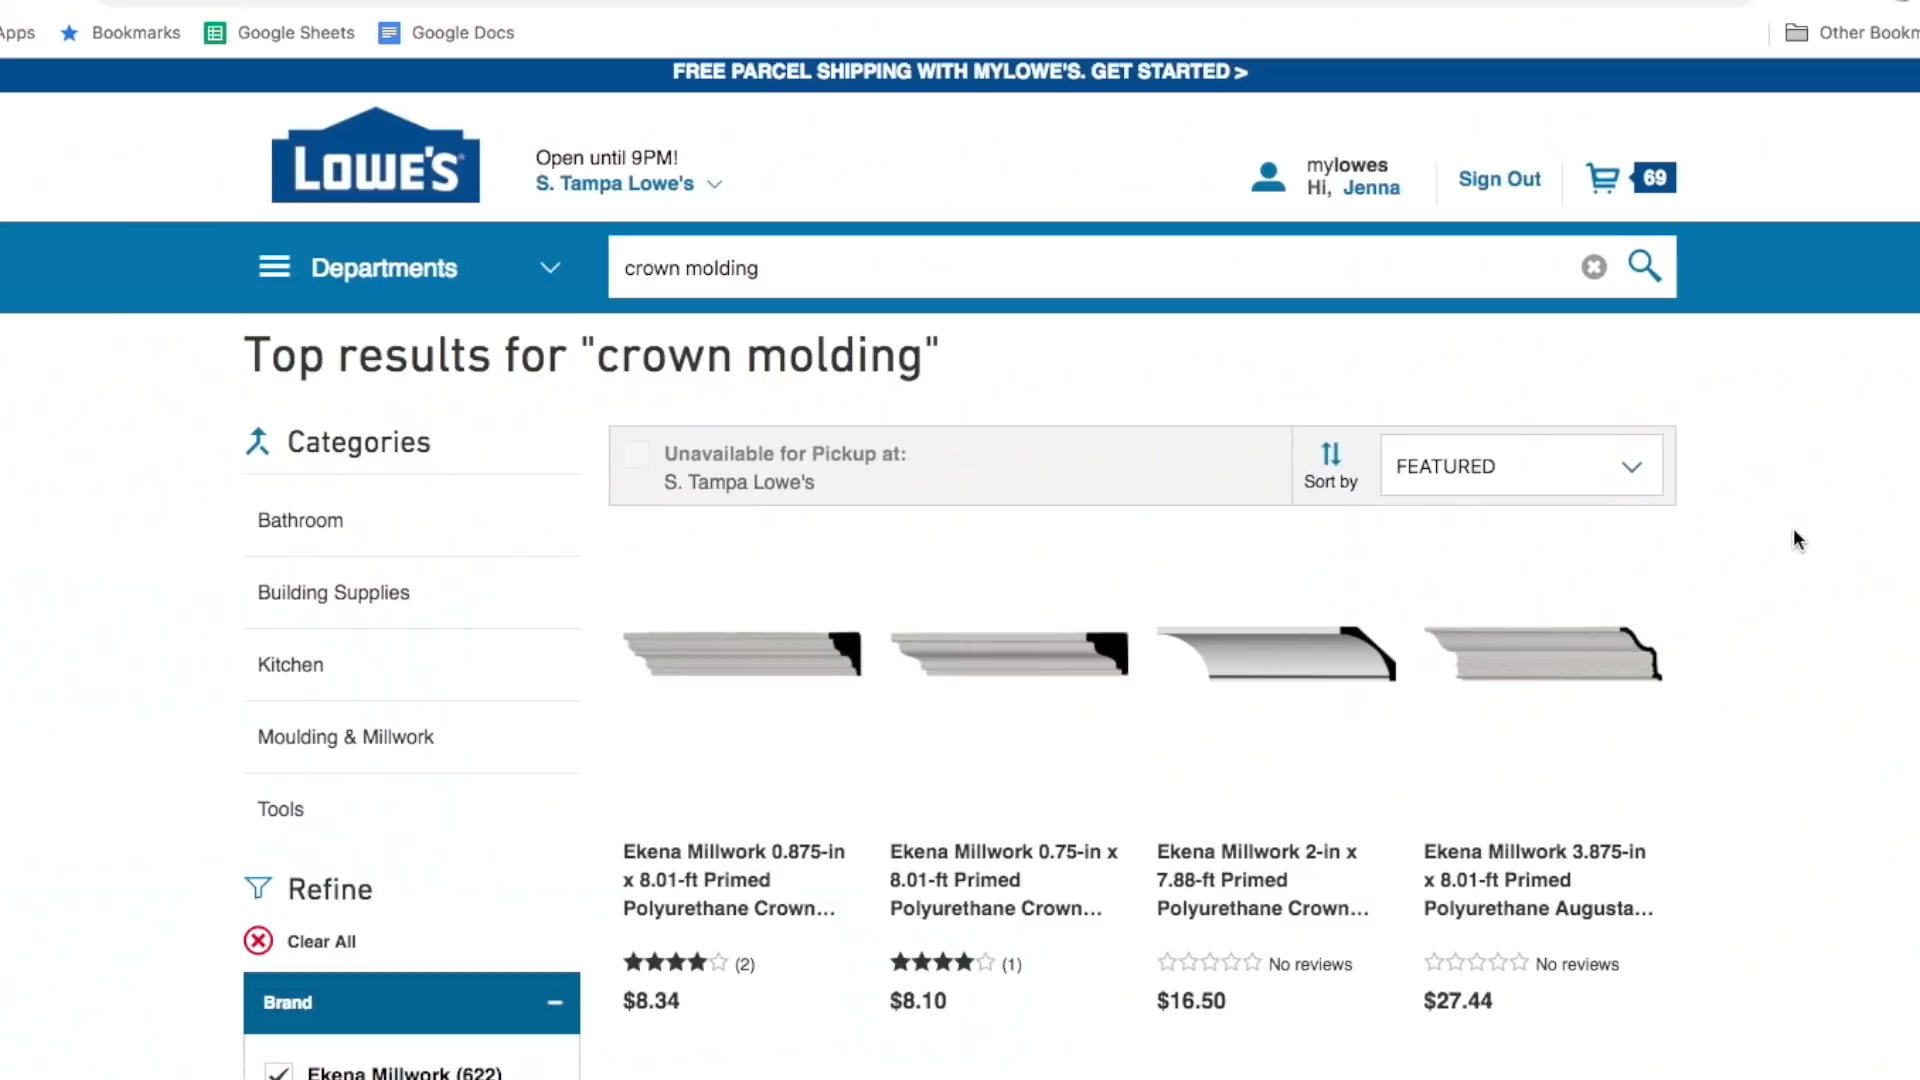 Apps
Bookmarks
Google Sheets
Google Docs
Other Bookm
FREE PARCEL SHIPPING WITH MYLOWE'S. GET STARTED >
LOWE'S
Open until 9PM!
S. Tampa Lowe's
mylowes
Hi, Jenna
Sign Out
69
Departments
crown molding
Top results for "crown molding"
Categories
Bathroom
Building Supplies
Kitchen
Moulding & Millwork
Tools
Refine
Clear All
Brand
Ekena Millwork (622)
Unavailable for Pickup at:
S. Tampa Lowe's
Sort by
FEATURED
Ekena Millwork 0.875-in
x 8.01-ft Primed
Polyurethane Crown...
(2)
$8.34
Ekena Millwork 0.75-in x
8.01-ft Primed
Polyurethane Crown...
(1)
$8.10
Ekena Millwork 2-in x
7.88-ft Primed
Polyurethane Crown...
No reviews
$16.50
Ekena Millwork 3.875-in
x 8.01-ft Primed
Polyurethane Augusta...
No reviews
$27.44